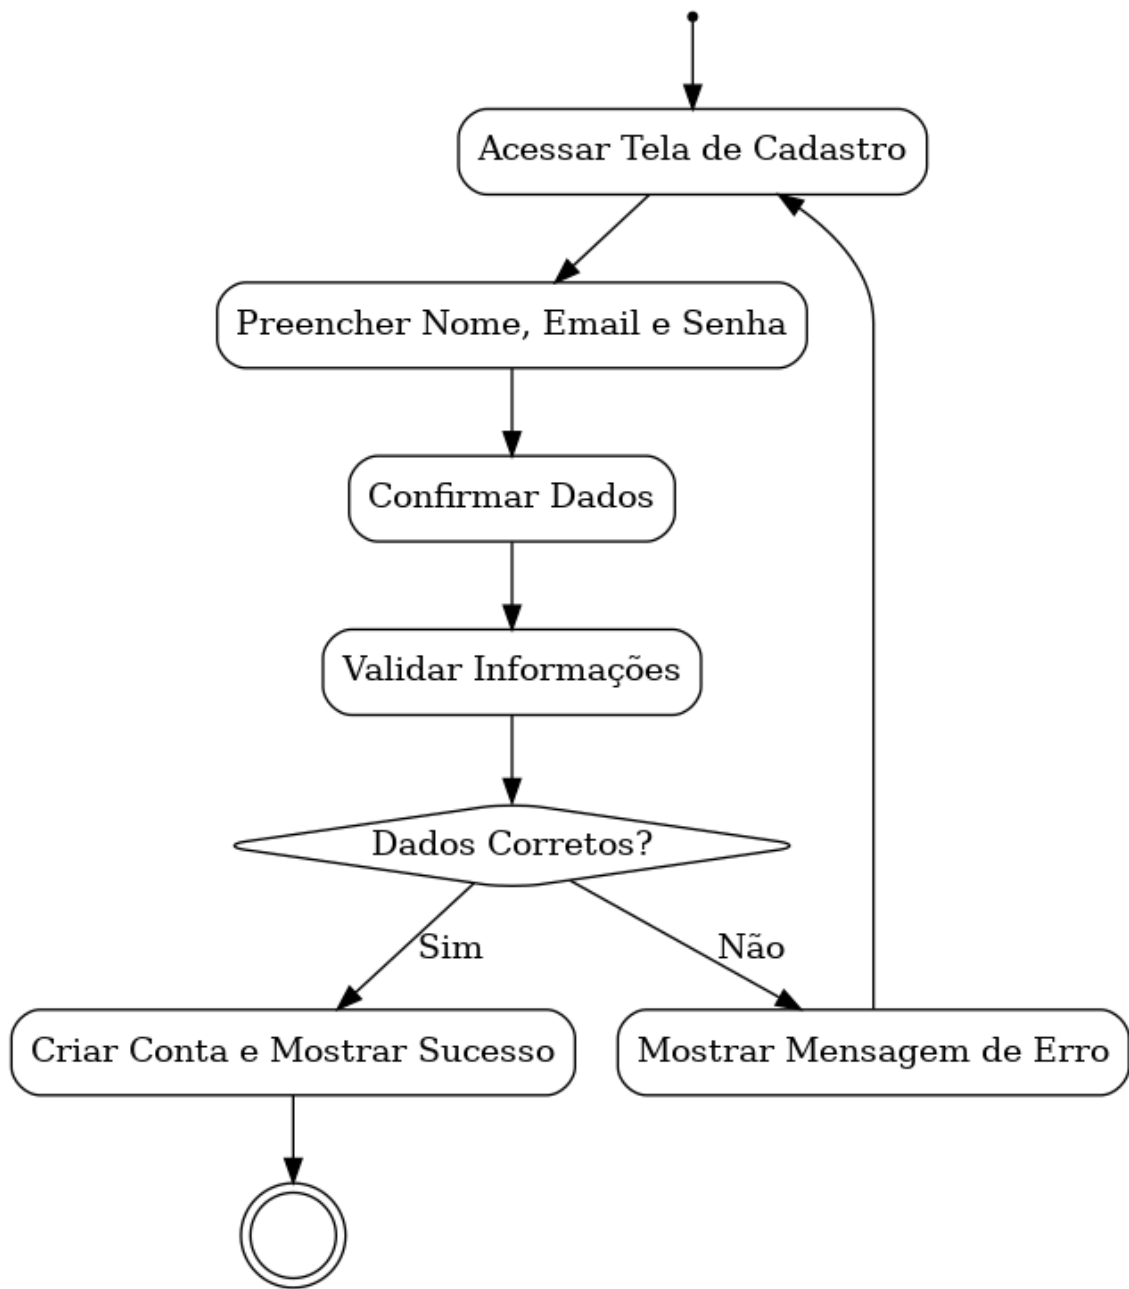 Acessar Tela de Cadastro
Preencher Nome, Email e Senha
Confirmar Dados
Validar Informações
Dados Corretos?
Sim
Não
Criar Conta e Mostrar Sucesso
Mostrar Mensagem de Erro